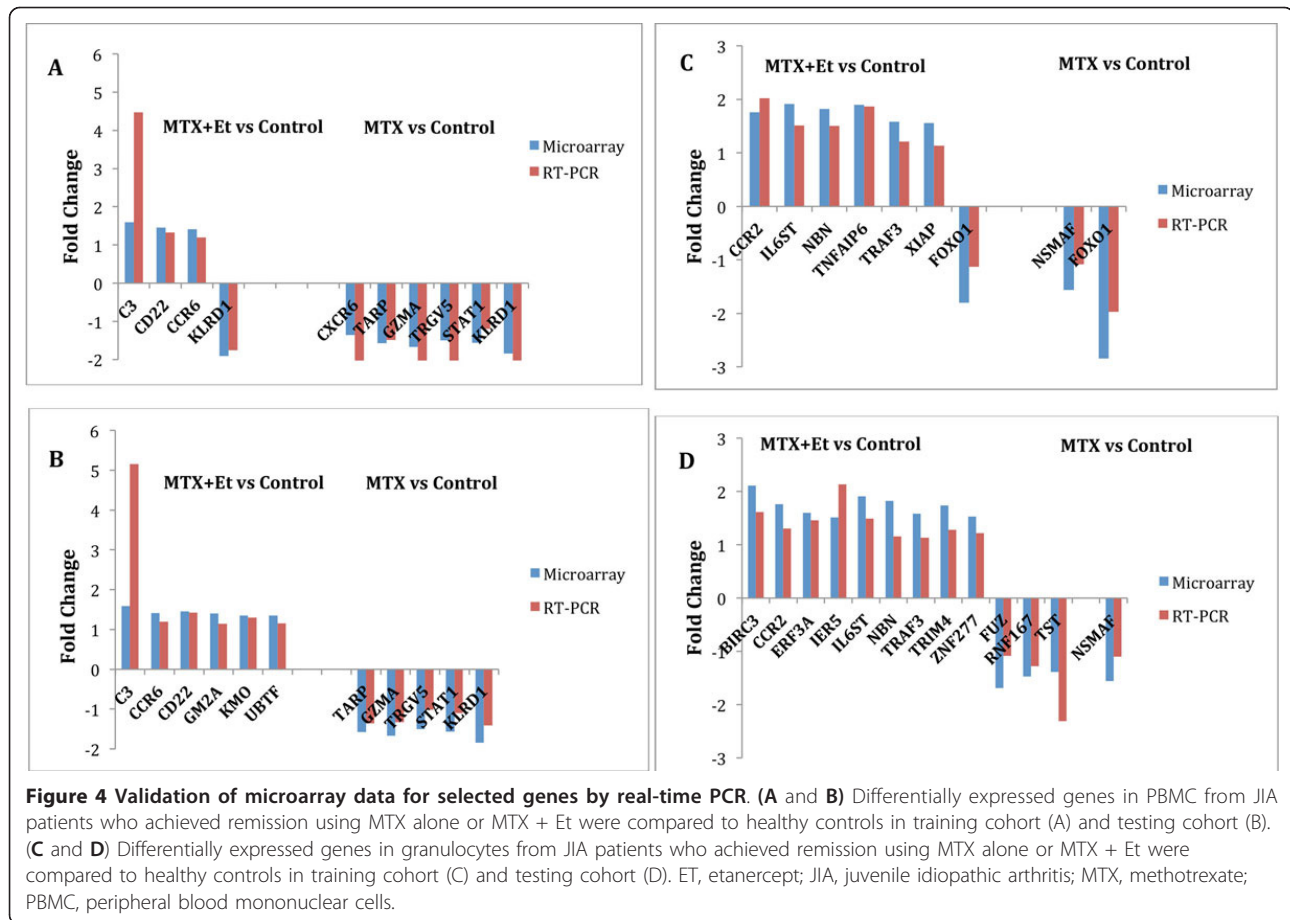 A
MTX+Et vs Control
MTX vs Control
Fold Change
6
5
4
3
2
1
0
-1
-2
C3
CD22
CCR6
KLRD1
CXCR6
TARP
GZMA
TRGV5
STAT1
KLRD1
Microarray
RT-PCR
C
MTX+Et vs Control
MTX vs Control
Fold Change
3
2
1
0
-1
-2
-3
CCR2
IL6ST
NBN
TNFAIP6
TRAF3
XIAP
FOXO1
NSMAF
FOXO1
Microarray
RT-PCR
B
MTX+Et vs Control
MTX vs Control
Fold Change
6
5
4
3
2
1
0
-1
-2
C3
CCR6
CD22
GM2A
KMO
UBTF
TARP
GZMA
TRGV5
STAT1
KLRD1
Microarray
RT-PCR
D
MTX+Et vs Control
MTX vs Control
Fold Change
3
2
1
0
-1
-2
-3
BIRC3
CCR2
ERF3A
IER5
IL6ST
NBN
TRAF3
TRIM4
ZNF277
FUZ
RNF167
TST
NSMAF
Microarray
RT-PCR
Figure 4 Validation of microarray data for selected genes by real-time PCR. (A and B) Differentially expressed genes in PBMC from JIA
patients who achieved remission using MTX alone or MTX + Et were compared to healthy controls in training cohort (A) and testing cohort (B).
(C and D) Differentially expressed genes in granulocytes from JIA patients who achieved remission using MTX alone or MTX + Et were
compared to healthy controls in training cohort (C) and testing cohort (D). ET, etanercept; JIA, juvenile idiopathic arthritis; MTX, methotrexate;
PBMC, peripheral blood mononuclear cells.